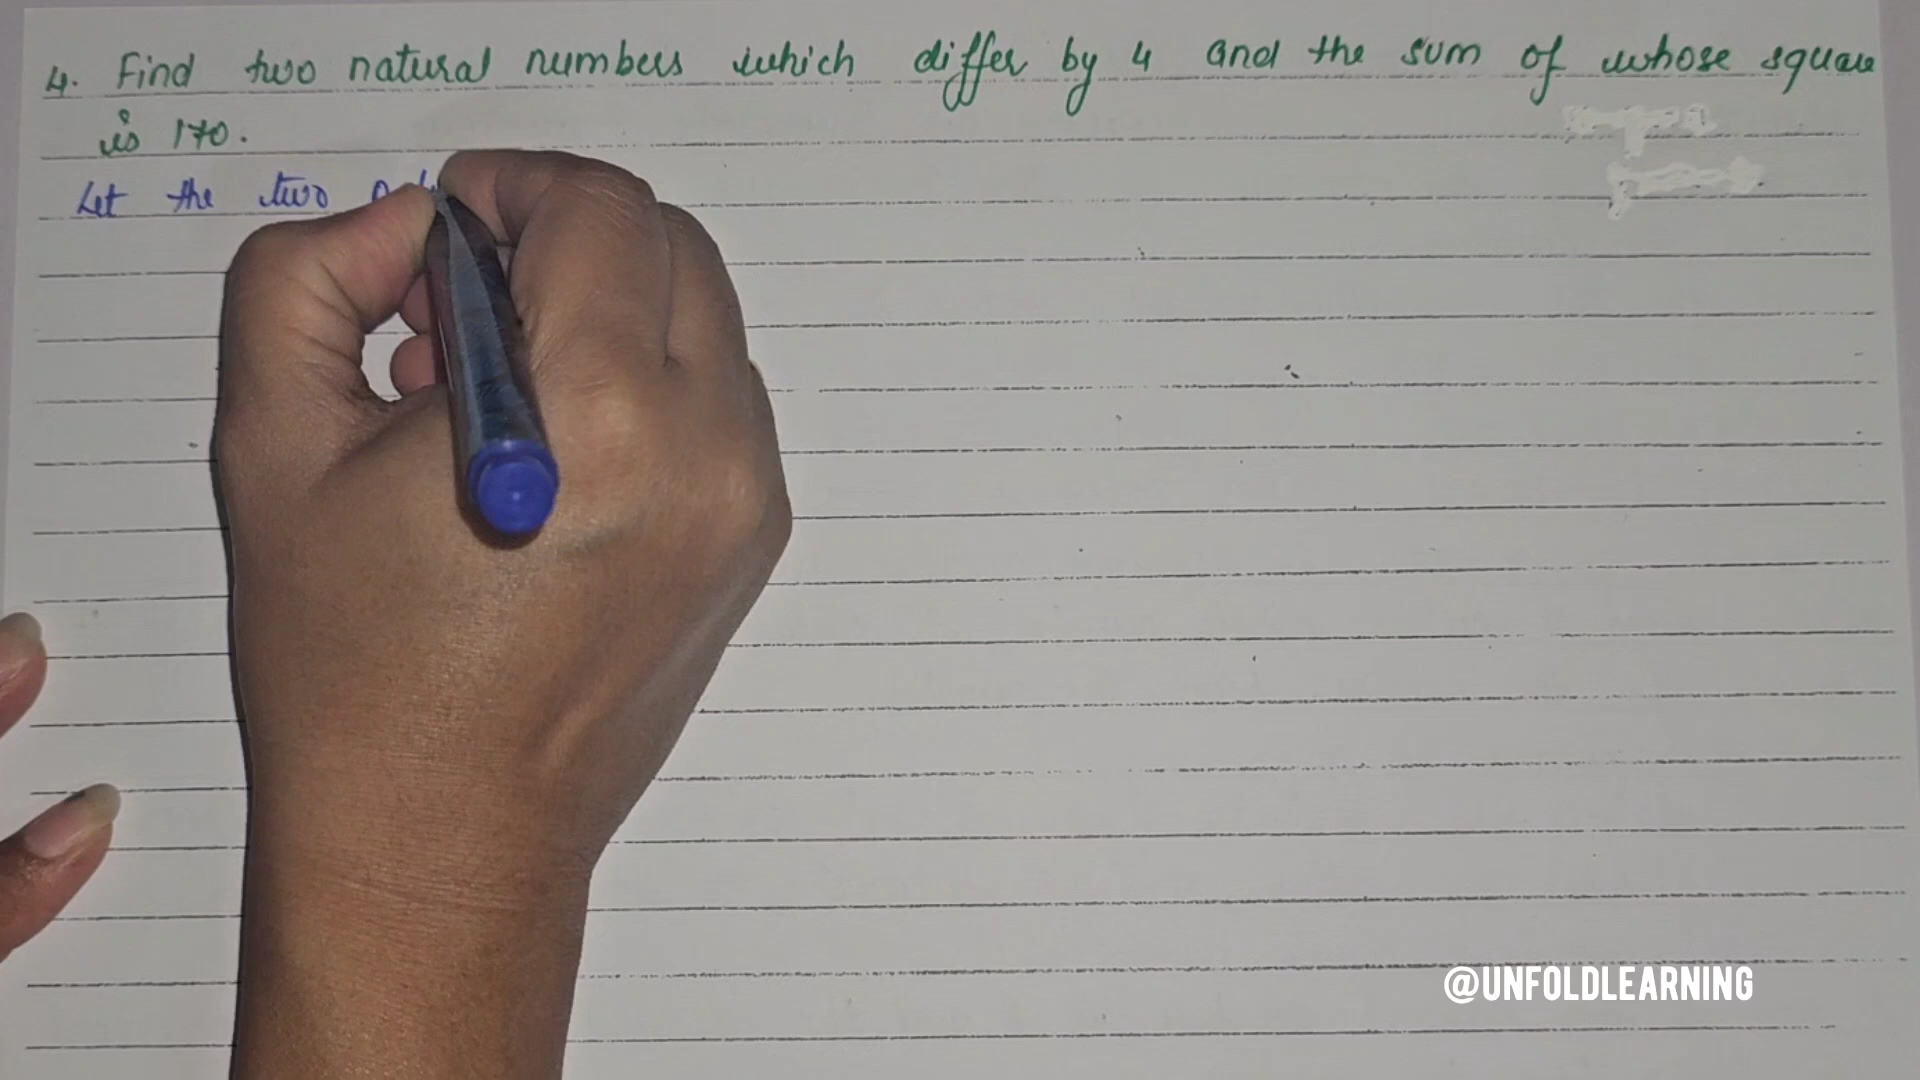 4. Find two natural numbers which differ by 4 and the sum of whose square
is 170.
Let the two
@UNFOLDLEARNING